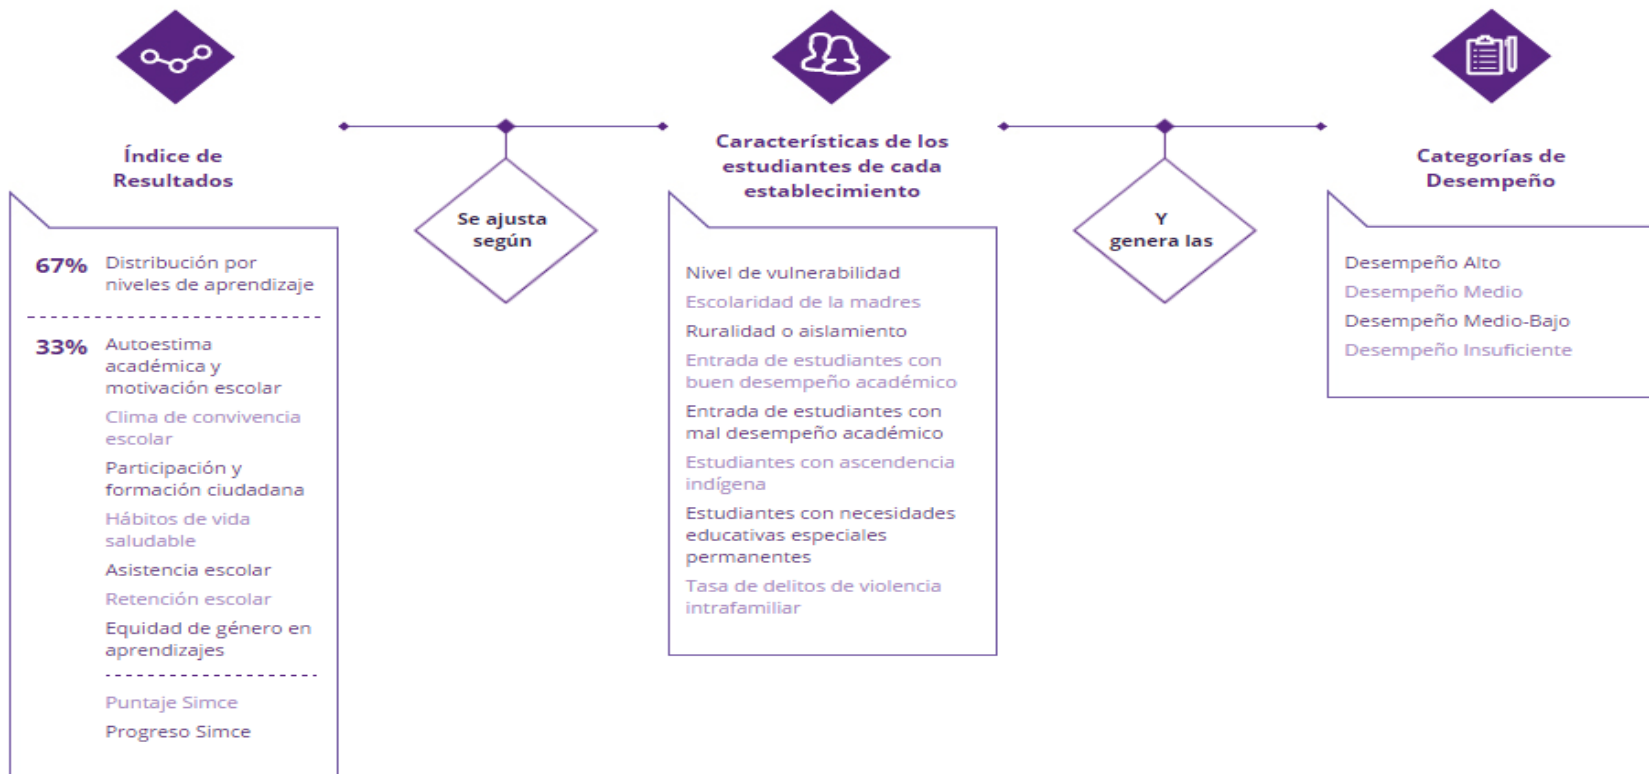 Índice de
Resultados
67% Distribución por
niveles de aprendizaje
33% Autoestima
académica y
motivación escolar
Clima de convivencia
escolar
Participación y
formación ciudadana
Hábitos de vida
saludable
Asistencia escolar
Retención escolar
Equidad de género en
aprendizajes
Puntaje Simce
Progreso Simce
Se ajusta
según
Características de los
estudiantes de cada
establecimiento
Nivel de vulnerabilidad
Escolaridad de la madres
Ruralidad o aislamiento
Entrada de estudiantes con
buen desempeño académico
Entrada de estudiantes con
mal desempeño académico
Estudiantes con ascendencia
indígena
Estudiantes con necesidades
educativas especiales
permanentes
Tasa de delitos de violencia
intrafamiliar
Y
genera las
Categorías de
Desempeño
Desempeño Alto
Desempeño Medio
Desempeño Medio-Bajo
Desempeño Insuficiente